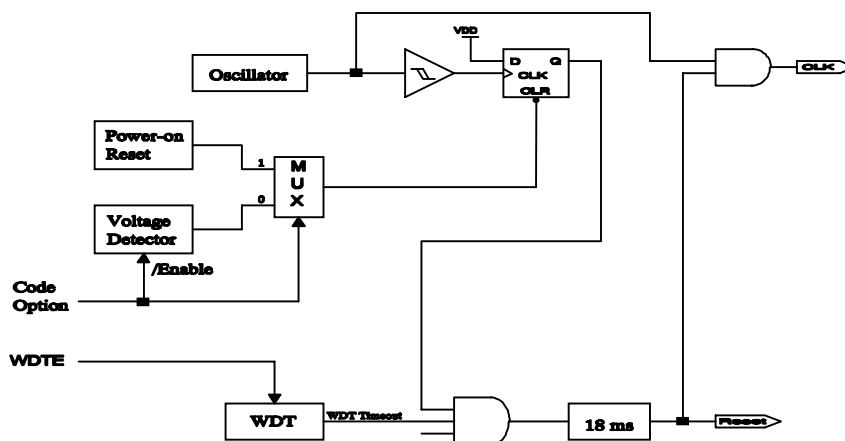 VDD
D Q
CLK
CLR
Oscillator
CLK
Power-on
Reset
1
M
U
X
0
Voltage
Detector
/Enable
Code
Option
WDTE
WDT
WDT Timeout
18 ms
Reset